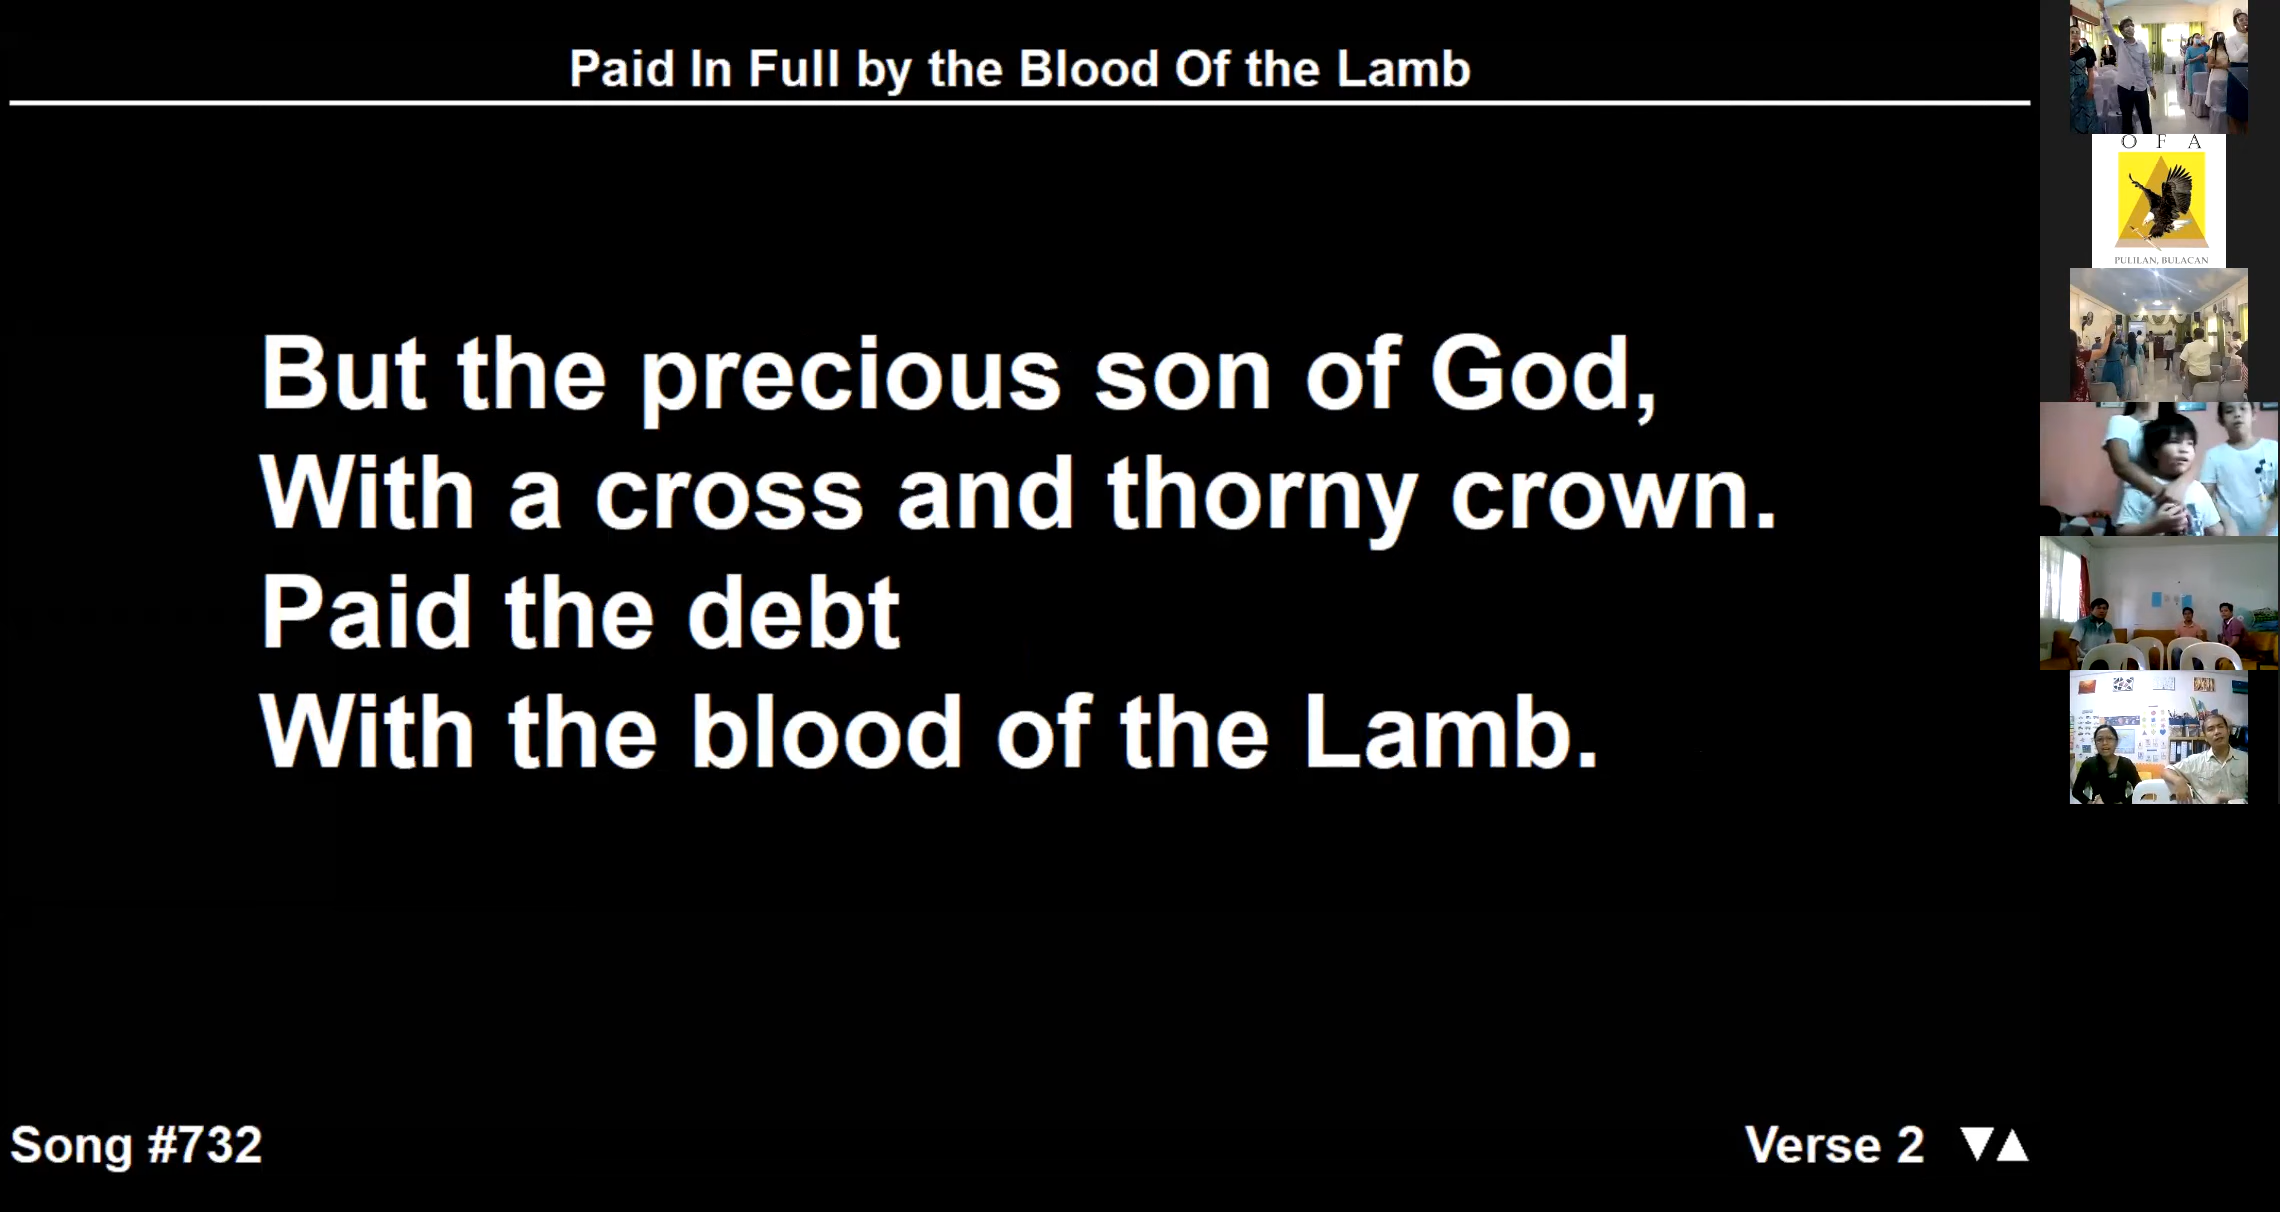 Paid In Full by the Blood Of the Lamb
But the precious son of God,
With a cross and thorny crown.
Paid the debt
With the blood of the Lamb.
Song #732
Verse 2 ▼▲
O F A
PULILAN, BULACAN